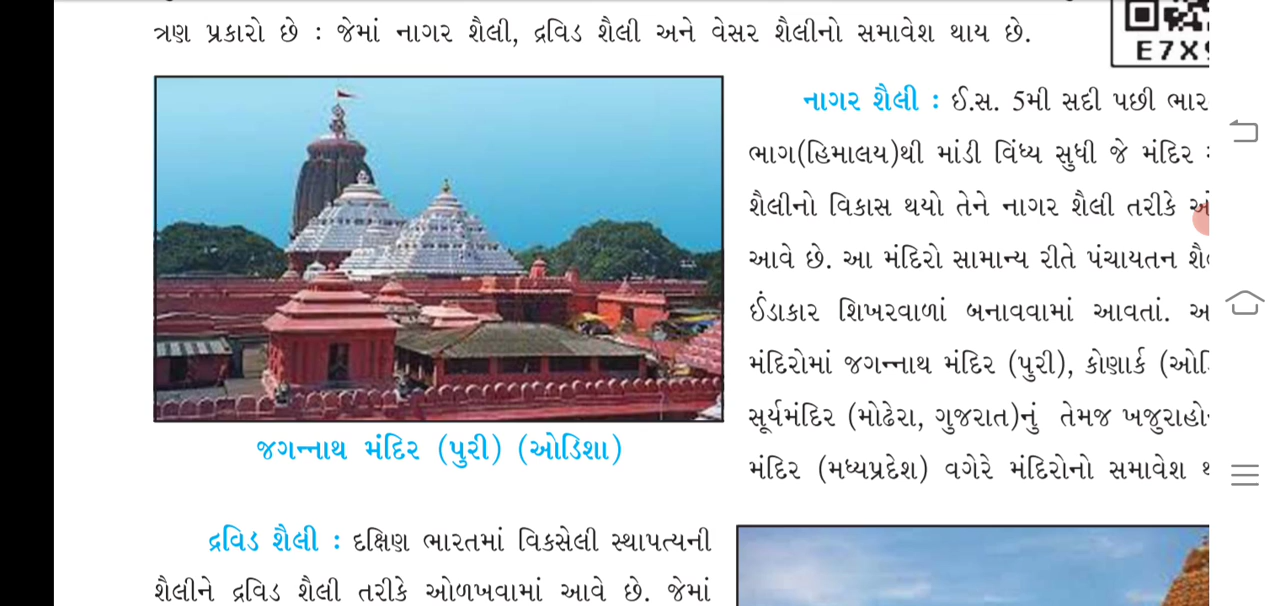 ત્રણ પ્રકારો છે : જેમાં નાગર શૈલી, દ્રવિડ શૈલી અને વેસર શૈલીનો સમાવેશ થાય છે.
E7X
નાગર શૈલી : ઈ.સ. 5મી સદી પછી
ભાગ(હિમાલય)થી માંડી વિંધ્ય સુધી જે મંદિર
શૈલીનો વિકાસ થયો તેને નાગર શૈલી તરીકે
આવે છે. આ મંદિરો સામાન્ય રીતે પંચાયતન
ઈંડાકાર શિખરવાળાં બનાવવામાં આવતાં.
મંદિરોમાં જગન્નાથ મંદિર (પુરી), કોણાર્ક
સૂર્યમંદિર (મોઢેરા, ગુજરાત)નું તેમજ
મંદિર (મધ્યપ્રદેશ) વગેરે મંદિરોનો સમાવેશ
જગન્નાથ મંદિર (પુરી) (ઓડિશા)
દ્રવિડ શૈલી : દક્ષિણ ભારતમાં વિકસેલી સ્થાપત્યની
શૈલીને દ્રવિડ શૈલી તરીકે ઓળખવામાં આવે છે. જેમાં